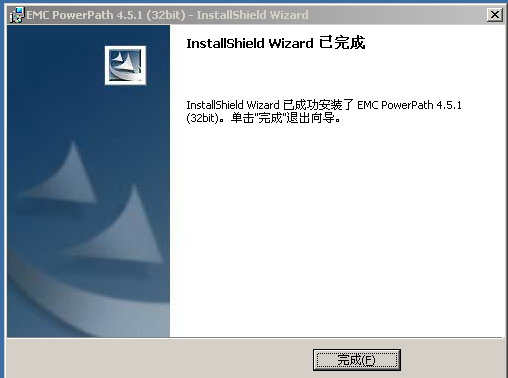 EMC PowerPath 4.5.1 (32bit) - InstallShield Wizard
InstallShield Wizard 已完成
InstallShield Wizard 已成功安装了 EMC PowerPath 4.5.1
(32bit)。单击"完成"退出向导。
完成(F)